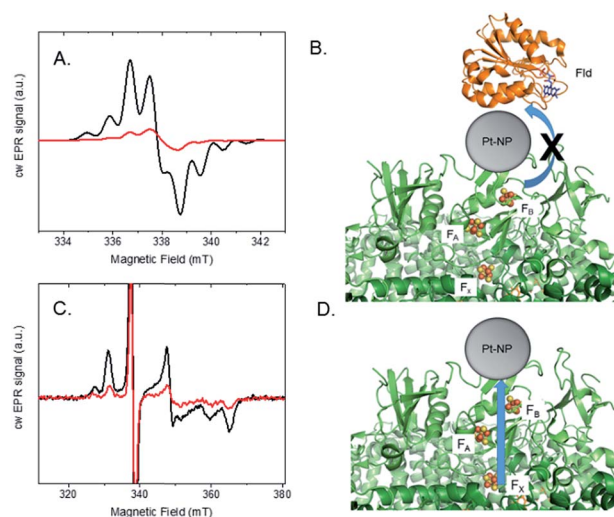 A.
cw EPR signal (a.u.)
334 336 338 340 342
Magnetic Field (mT)
B.
Fld
Pt-NP
X
FB
FA
Fx
C.
cw EPR signal (a.u.)
320 340 360 380
Magnetic Field (mT)
D.
Pt-NP
FB
FA
FX